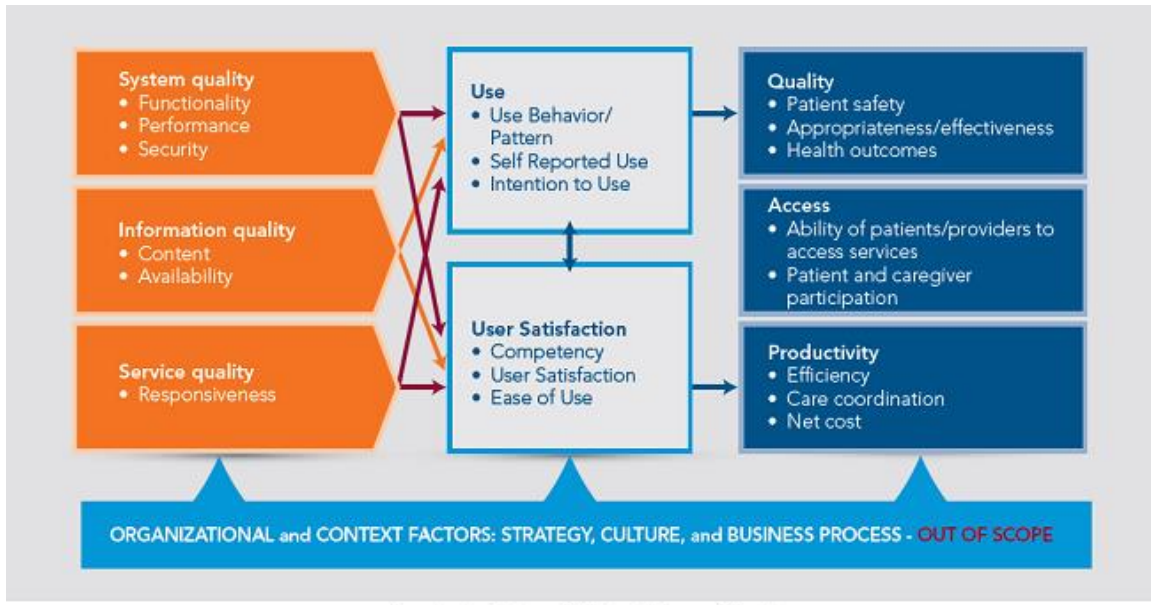 System quality
• Functionality
• Performance
• Security
Information quality
• Content
• Availability
Service quality
• Responsiveness
Use
• Use Behavior/
Pattern
• Self Reported Use
• Intention to Use
User Satisfaction
• Competency
• User Satisfaction
• Ease of Use
Quality
• Patient safety
• Appropriateness/effectiveness
• Health outcomes
Access
• Ability of patients/providers to
access services
• Patient and caregiver
participation
Productivity
• Efficiency
• Care coordination
• Net cost
ORGANIZATIONAL and CONTEXT FACTORS: STRATEGY, CULTURE, and BUSINESS PROCESS - OUT OF SCOPE